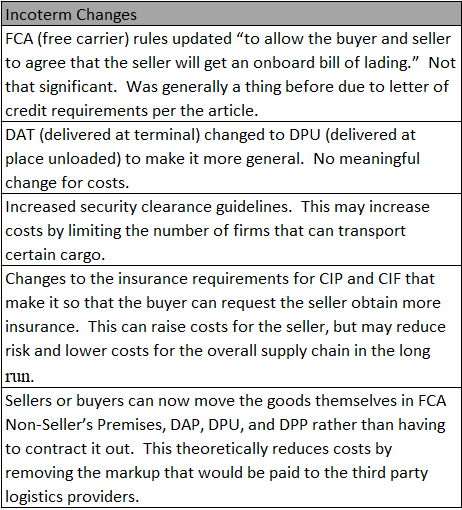 Incoterm Changes
FCA (free carrier) rules updated “to allow the buyer and seller
to agree that the seller will get an onboard bill of lading.”  Not
that significant.  Was generally a thing before due to letter of
credit requirements per the article.
DAT (delivered at terminal) changed to DPU (delivered at
place unloaded) to make it more general.  No meaningful
change for costs.
Increased security clearance guidelines.  This may increase
costs by limiting the number of firms that can transport
certain cargo.
Changes to the insurance requirements for CIP and CIF that
make it so that the buyer can request the seller obtain more
insurance.  This can raise costs for the seller, but may reduce
risk and lower costs for the overall supply chain in the long
run.
Sellers or buyers can now move the goods themselves in FCA
Non-Seller’s Premises, DAP, DPU, and DPP rather than having
to contract it out.  This theoretically reduces costs by
removing the markup that would be paid to the third party
logistics providers.